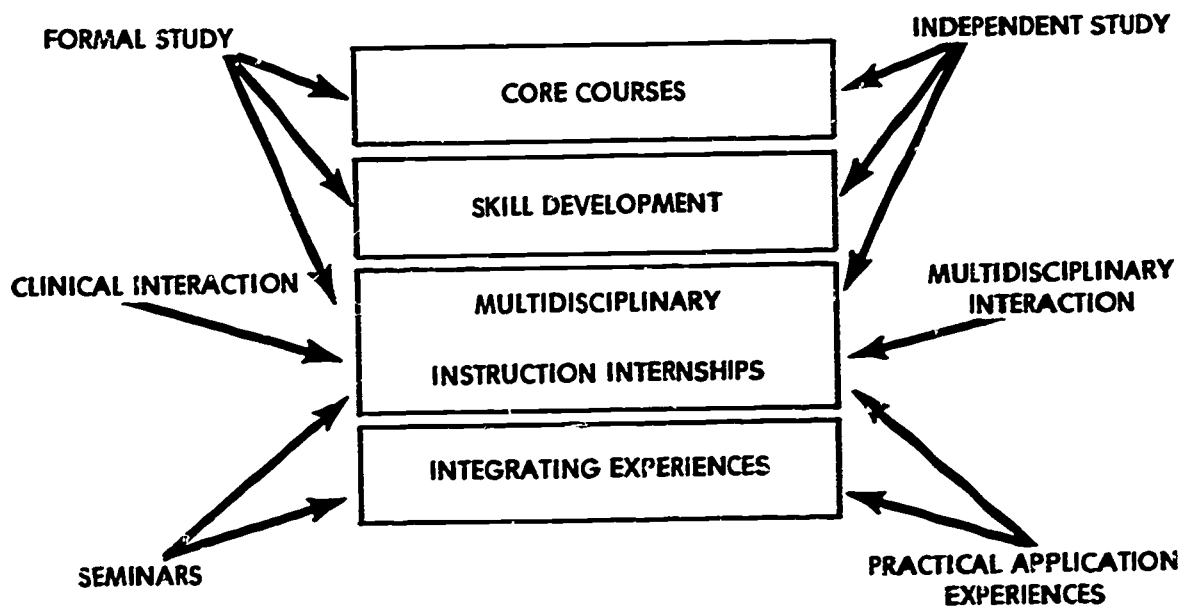 FORMAL STUDY
INDEPENDENT STUDY
CORE COURSES
SKILL DEVELOPMENT
CLINICAL INTERACTION
MULTIDISCIPLINARY
INTERACTION
MULTIDISCIPLINARY
INSTRUCTION INTERNSHIPS
INTEGRATING EXPERIENCES
SEMINARS
PRACTICAL APPLICATION
EXPERIENCES